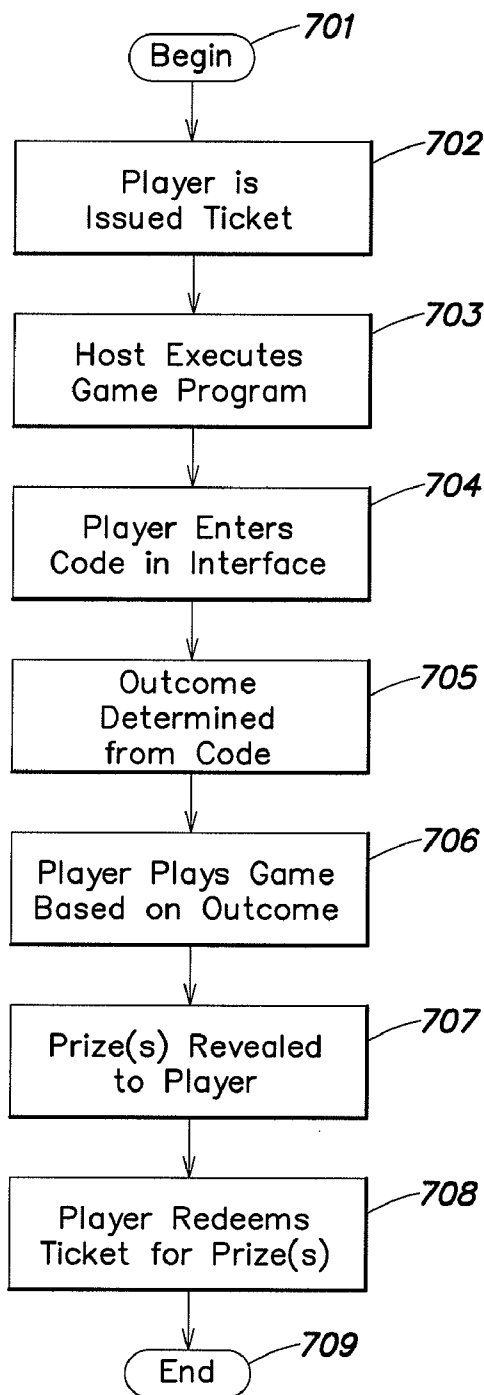 701
Begin
702
Player is
Issued Ticket
703
Host Executes
Game Program
704
Player Enters
Code in Interface
705
Outcome
Determined
from Code
706
Player Plays Game
Based on Outcome
707
Prize(s) Revealed
to Player
708
Player Redeems
Ticket for Prize(s)
709
End